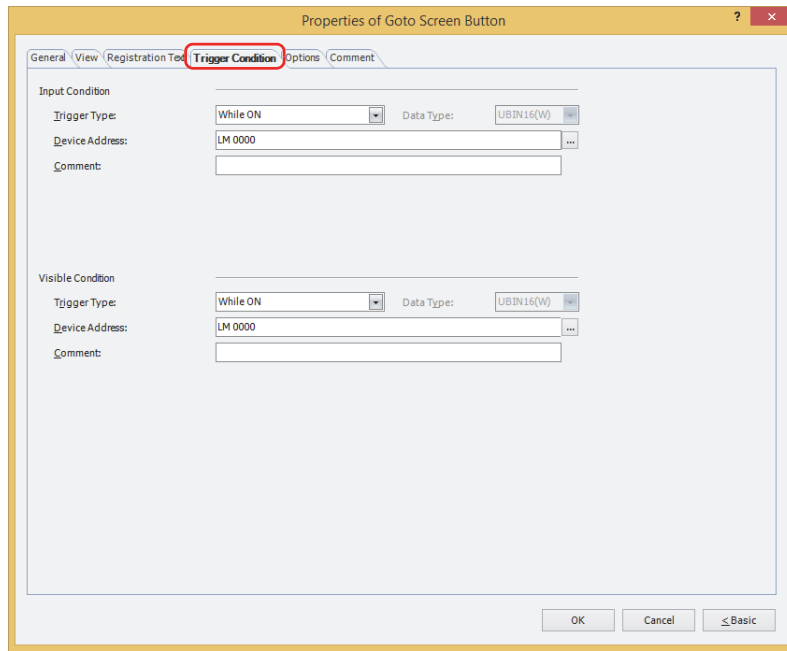 Properties of Goto Screen Button ? ×
General View Registration Text Trigger Condition Options Comment
Input Condition
Trigger Type: While ON Data Type: UBIN16(W)
Device Address: LM 0000 ...
Comment:
Visible Condition
Trigger Type: While ON Data Type: UBIN16(W)
Device Address: LM 0000 ...
Comment:
OK Cancel < Basic